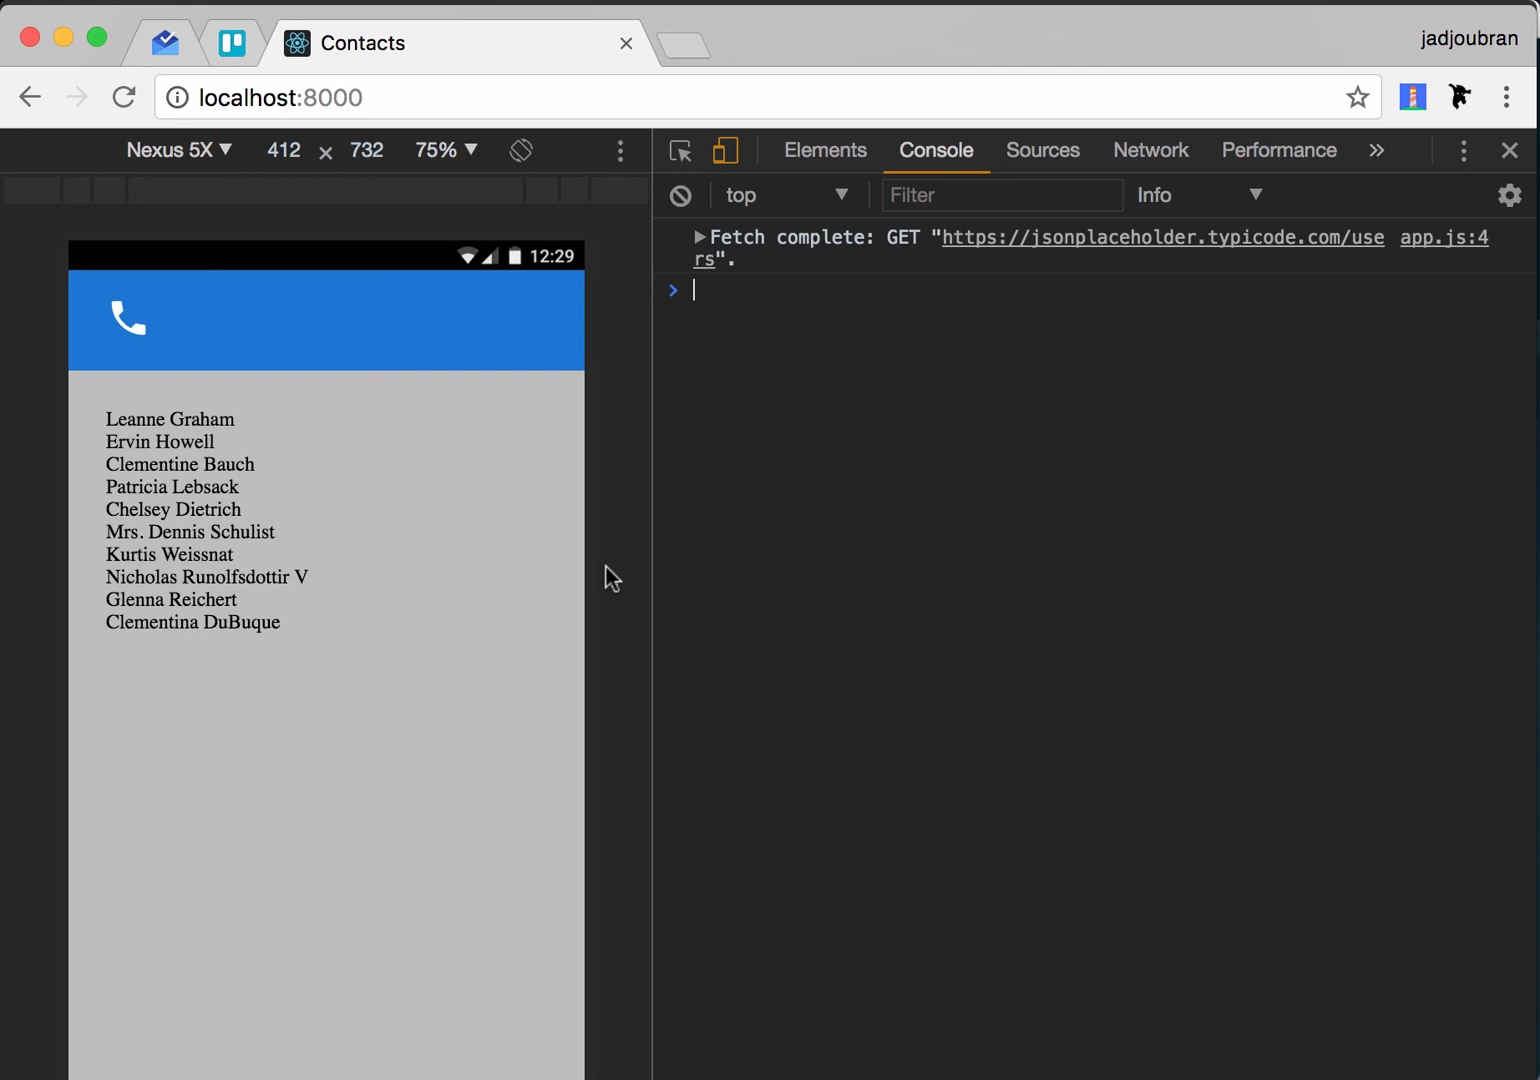 Contacts
jadjoubran
localhost:8000
Nexus 5X 412 x 732 75%
Elements Console Sources Network Performance »
top Filter Info
Fetch complete: GET "https://jsonplaceholder.typicode.com/use app.js:4
rs".
>
12:29
Leanne Graham
Ervin Howell
Clementine Bauch
Patricia Lebsack
Chelsey Dietrich
Mrs. Dennis Schulist
Kurtis Weissnat
Nicholas Runolfsdottir V
Glenna Reichert
Clementina DuBuque